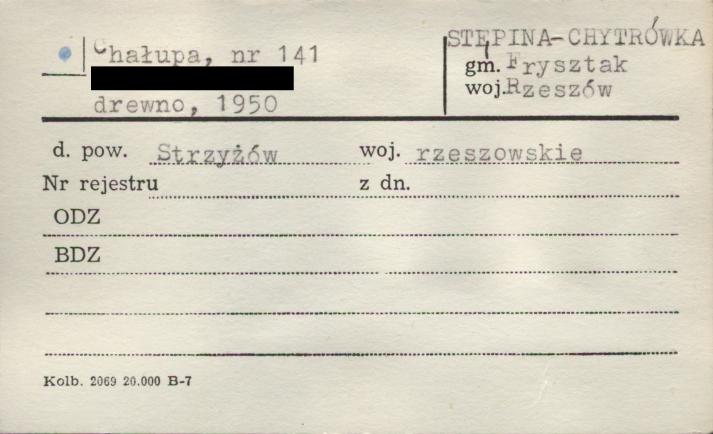 Chałupa, nr 141
drewno, 1950
STĘPINA-CHYTRÓWKA
gm. Frysztak
woj. Rzeszów
d. pow. Strzyżów woj. rzeszowskie
Nr rejestru z dn.
ODZ
BDZ
Kolb. 2069 20.000 B-7